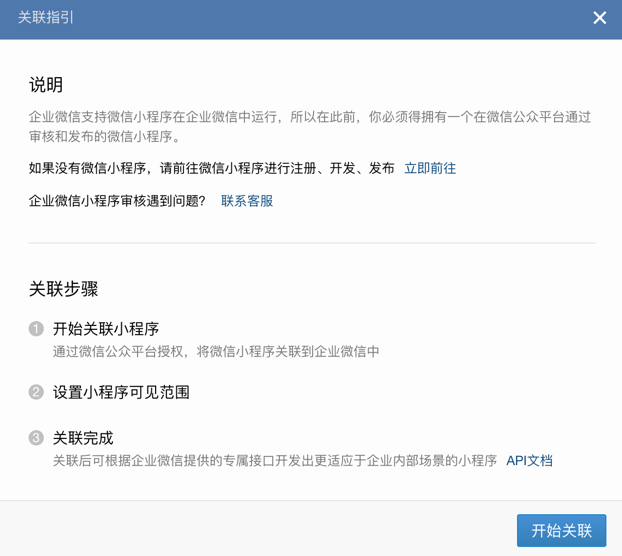 关联指引
说明
企业微信支持微信小程序在企业微信中运行，所以在此前，你必须得拥有一个在微信公众平台通过
审核和发布的微信小程序。
如果没有微信小程序，请前往微信小程序进行注册、开发、发布 立即前往
企业微信小程序审核遇到问题？ 联系客服
关联步骤
1 开始关联小程序
通过微信公众平台授权，将微信小程序关联到企业微信中
2 设置小程序可见范围
3 关联完成
关联后可根据企业微信提供的专属接口开发出更适应于企业内部场景的小程序 API文档
开始关联